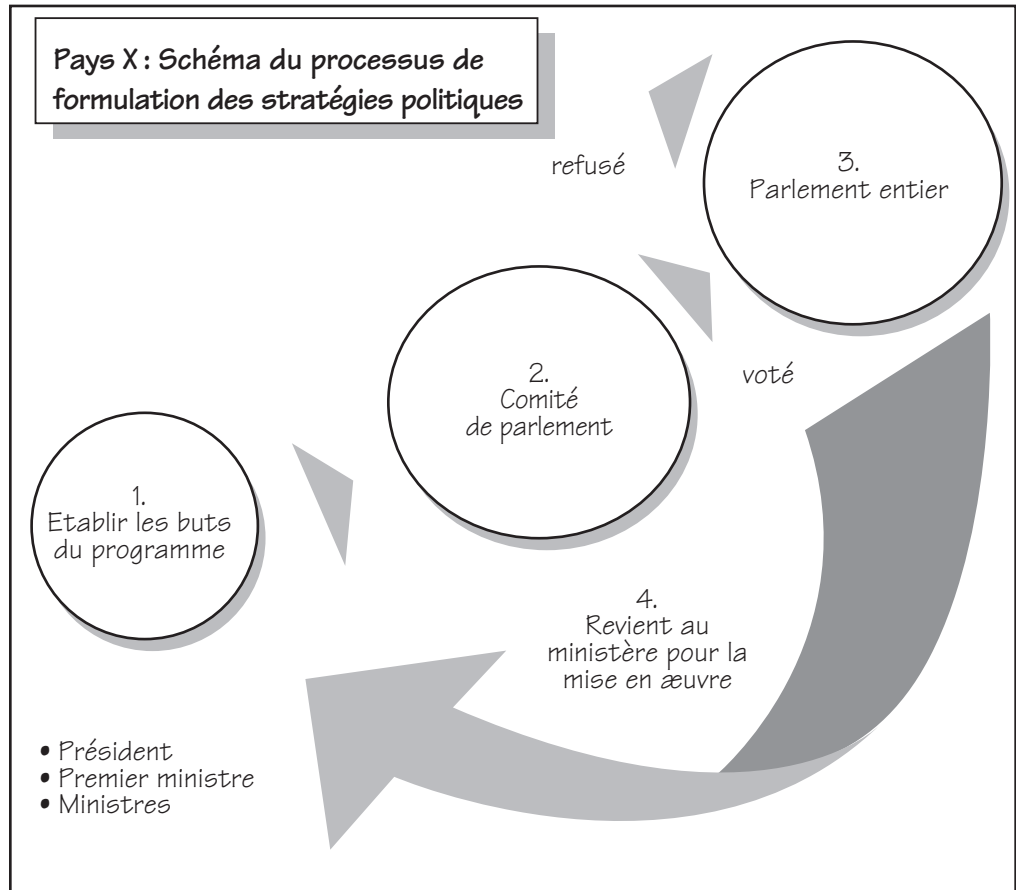 Pays X : Schéma du processus de
formulation des stratégies politiques
refusé
3.
Parlement entier
voté
2.
Comité
de parlement
1.
Etablir les buts
du programme
4.
Revient au
ministère pour la
mise en æuvre
• Président
• Premier ministre
• Ministres